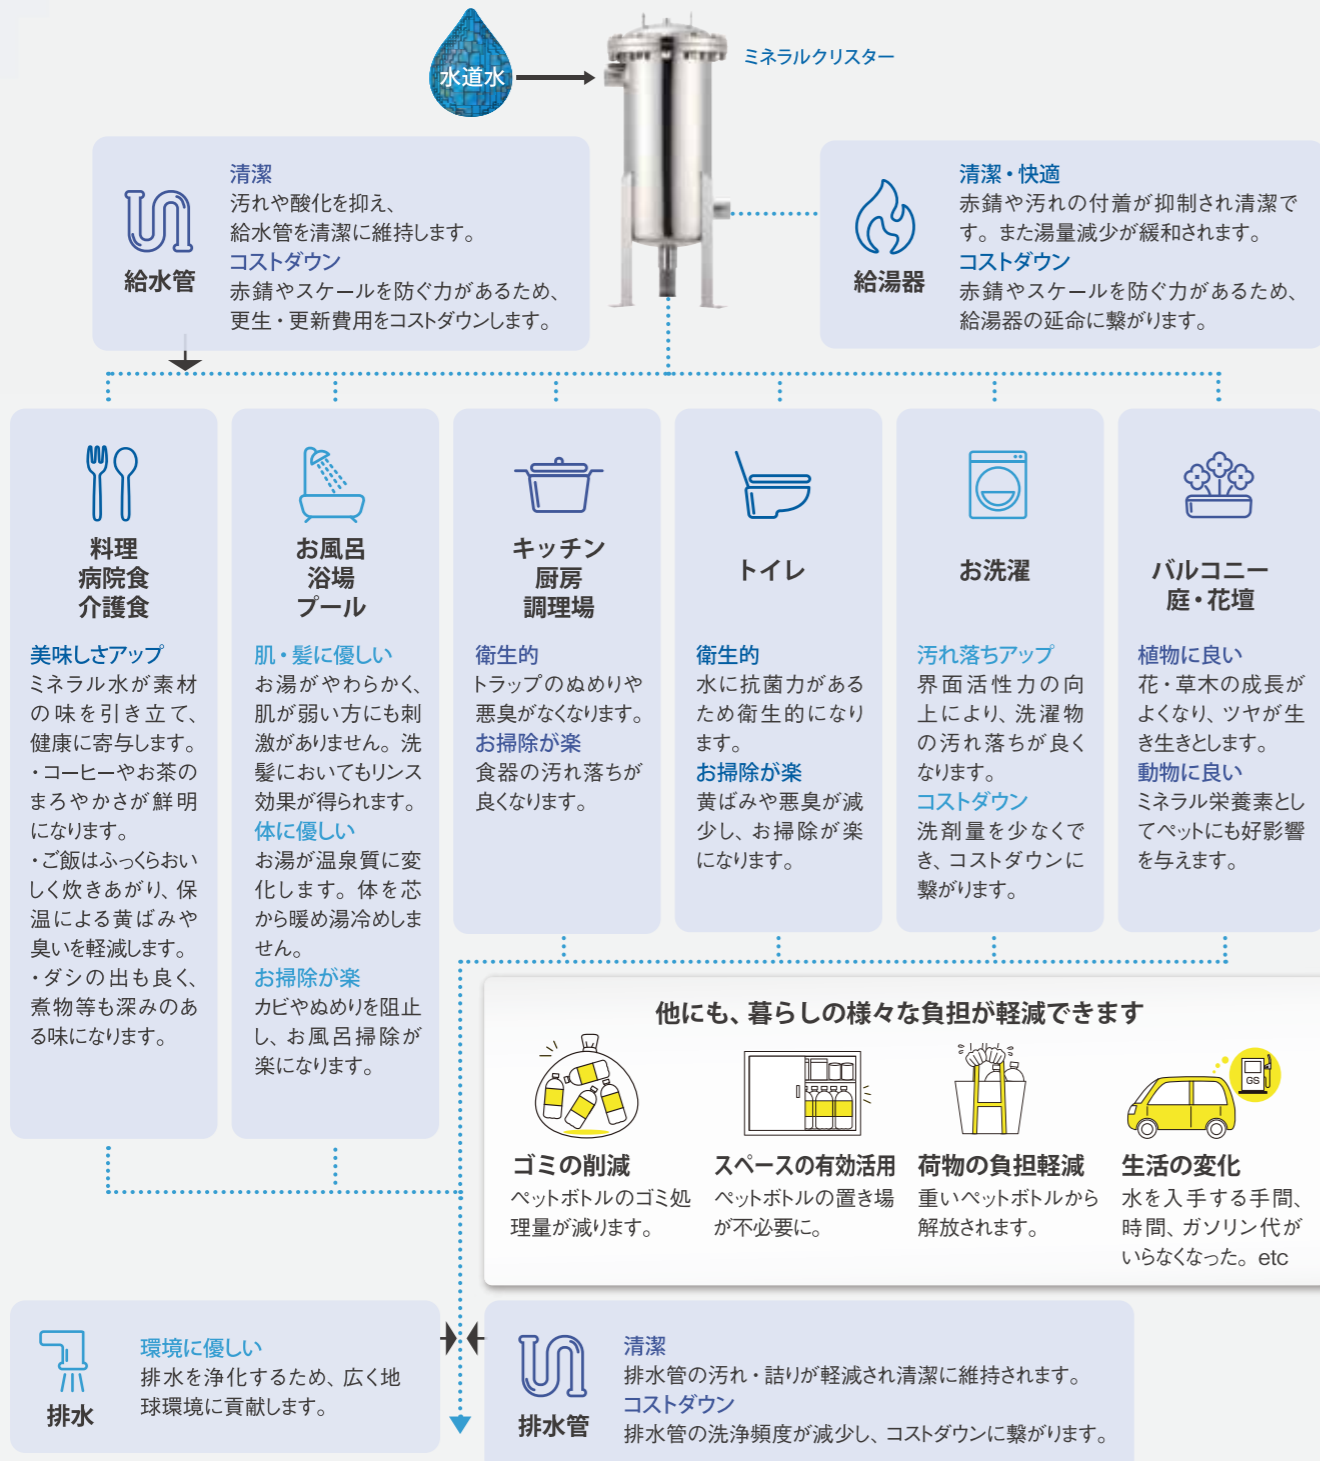 水道水
ミネラルクリスター
給水管
清潔
汚れや酸化を抑え、
給水管を清潔に維持します。
コストダウン
赤錆やスケールを防ぐ力があるため、
更生・更新費用をコストダウンします。
給湯器
清潔・快適
赤錆や汚れの付着が抑制され清潔で
す。また湯量減少が緩和されます。
コストダウン
赤錆やスケールを防ぐ力があるため、
給湯器の延命に繋がります。
料理
病院食
介護食
美味しさアップ
ミネラル水が素材
の味を引き立て、
健康に寄与します。
・コーヒーやお茶の
まろやかさが鮮明
になります。
・ご飯はふっくらおい
しく炊きあがり、保
温による黄ばみや
臭いを軽減します。
・ダシの出も良く、
煮物等も深みのあ
る味になります。
お風呂
浴場
プール
肌・髪に優しい
お湯がやわらかく、
肌が弱い方にも刺
激がありません。洗
髪においてもリンス
効果が得られます。
体に優しい
お湯が温泉質に変
化します。体を芯
から暖め湯冷めしま
せん。
お掃除が楽
カビやぬめりを阻止
し、お風呂掃除が
楽になります。
キッチン
厨房
調理場
衛生的
トラップのぬめりや
悪臭がなくなります。
お掃除が楽
食器の汚れ落ちが
良くなります。
トイレ
衛生的
水に抗菌力がある
ため衛生的になり
ます。
お掃除が楽
黄ばみや悪臭が減
少し、お掃除が楽
になります。
お洗濯
汚れ落ちアップ
界面活性力の向
上により、洗濯物
の汚れ落ちが良く
なります。
コストダウン
洗剤量を少なくで
き、コストダウンに
繋がります。
バルコニー
庭・花壇
植物に良い
花・草木の成長が
よくなり、ツヤが生
き生きとします。
動物に良い
ミネラル栄養素とし
てペットにも好影響
を与えます。
他にも、暮らしの様々な負担が軽減できます
ゴミの削減
ペットボトルのゴミ処
理量が減ります。
スペースの有効活用
ペットボトルの置き場
が不必要に。
荷物の負担軽減
重いペットボトルから
解放されます。
GS
生活の変化
水を入手する手間、
時間、ガソリン代が
いらなくなった。etc
排水
環境に優しい
排水を浄化するため、広く地
球環境に貢献します。
排水管
清潔
排水管の汚れ・詰りが軽減され清潔に維持されます。
コストダウン
排水管の洗浄頻度が減少し、コストダウンに繋がります。